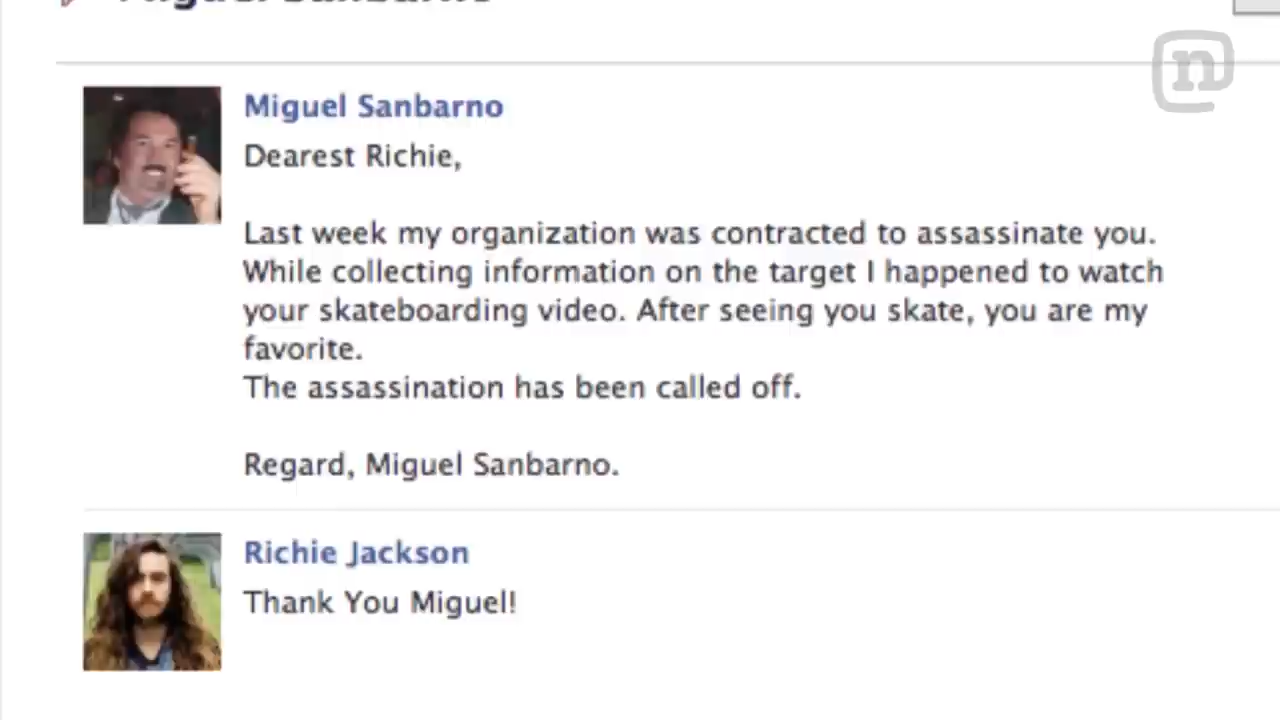 Miguel Sanbarno
n
Miguel Sanbarno
Dearest Richie,
Last week my organization was contracted to assassinate you.
While collecting information on the target I happened to watch
your skateboarding video. After seeing you skate, you are my
favorite.
The assassination has been called off.
Regard, Miguel Sanbarno.
Richie Jackson
Thank You Miguel!